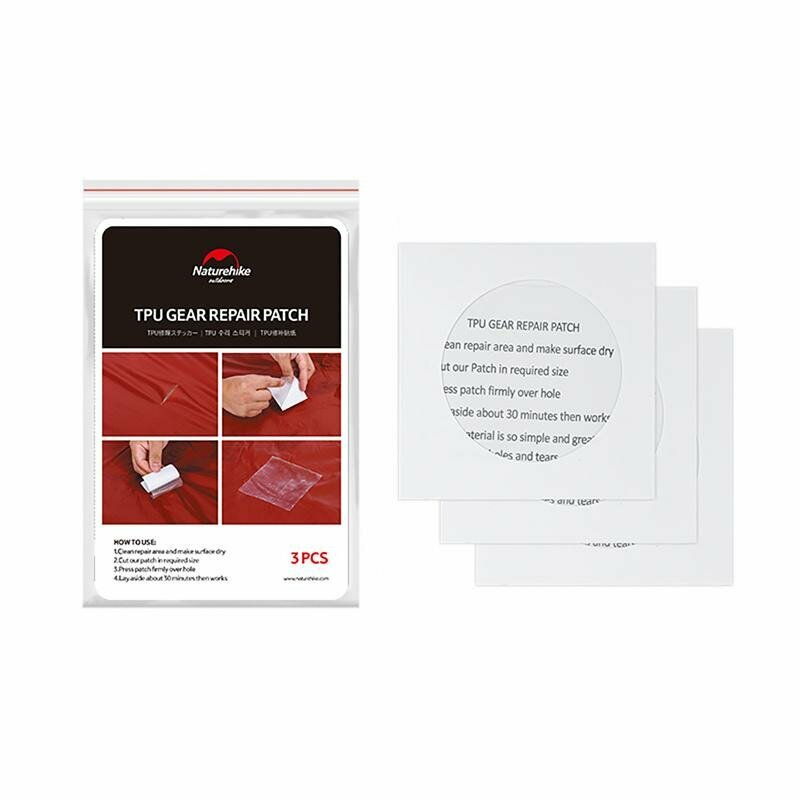 Naturehike
outdoors
TPU GEAR REPAIR PATCH
TPU修理ステッカー | TPU 수리 스티커 | TPU修补贴纸
HOW TO USE:
1.Clean repair area and make surface dry
2.Cut our patch in required size
3.Press patch firmly over hole
4.Lay aside about 30 minutes then works
3 PCS
www.naturehike.com
TPU GEAR REPAIR PATCH
ean repair area and make surface dry
ut our Patch in required size
ess patch firmly over hole
aside about 30 minutes then works
aterial is so simple and grea
oles and tears
s and tears